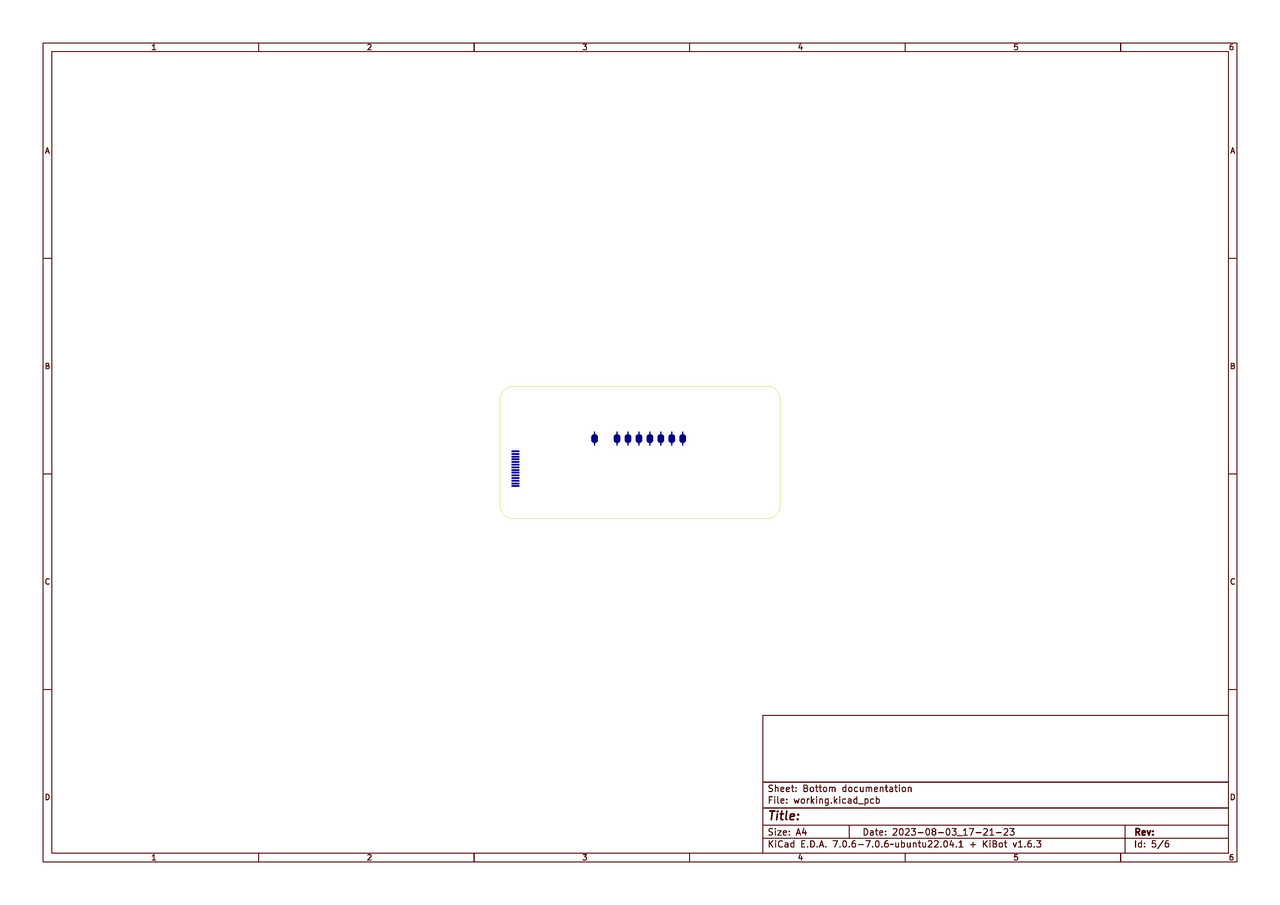 1 2 3 4 5 6
A A
B B
C C
D D
Sheet: Bottom documentation
File: working.kicad_pcb
Title:
Size: A4 Date: 2023-08-03_17-21-23 Rev:
KiCad E.D.A. 7.0.6-7.0.6~ubuntu22.04.1 + KiBot v1.6.3 Id: 5/6
1 2 3 4 5 6